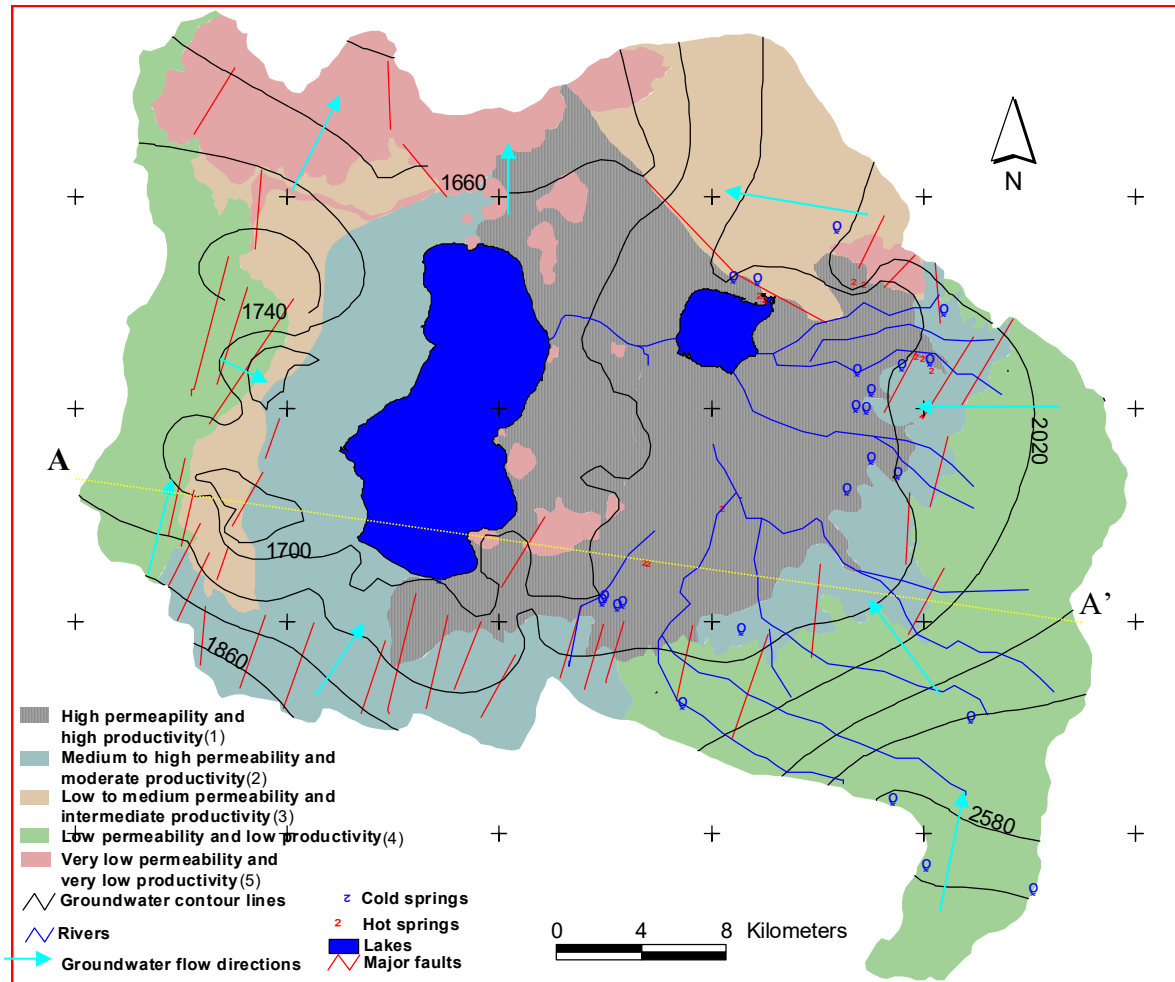 1660
N
1740
2020
A
1700
A'
1860
2580
High permeapility and
high productivity(1)
Medium to high permeability and
moderate productivity(2)
Low to medium permeability and
intermediate productivity(3)
Low permeability and low productivity(4)
Very low permeability and
very low productivity(5)
Groundwater contour lines
Rivers
Groundwater flow directions
Cold springs
Hot springs
Lakes
Major faults
0 4 8 Kilometers